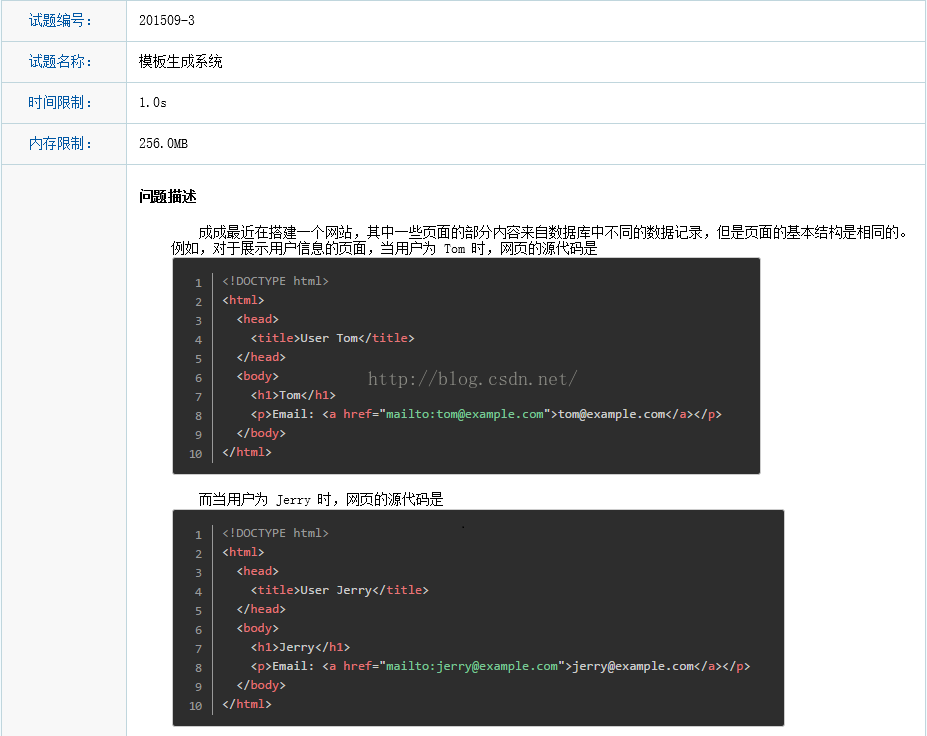 试题编号： 201509-3
试题名称： 模板生成系统
时间限制： 1.0s
内存限制： 256.0MB
问题描述
成成最近在搭建一个网站，其中一些页面的部分内容来自数据库中不同的数据记录，但是页面的基本结构是相同的。
例如，对于展示用户信息的页面，当用户为 Tom 时，网页的源代码是
1 <!DOCTYPE html>
2 <html>
3   <head>
4     <title>User Tom</title>
5   </head>
6   <body>
http://blog.csdn.net/
7     <h1>Tom</h1>
8     <p>Email: <a href="mailto:tom@example.com">tom@example.com</a></p>
9   </body>
10 </html>
而当用户为 Jerry 时，网页的源代码是
1 <!DOCTYPE html>
2 <html>
3   <head>
4     <title>User Jerry</title>
5   </head>
6   <body>
7     <h1>Jerry</h1>
8     <p>Email: <a href="mailto:jerry@example.com">jerry@example.com</a></p>
9   </body>
10 </html>